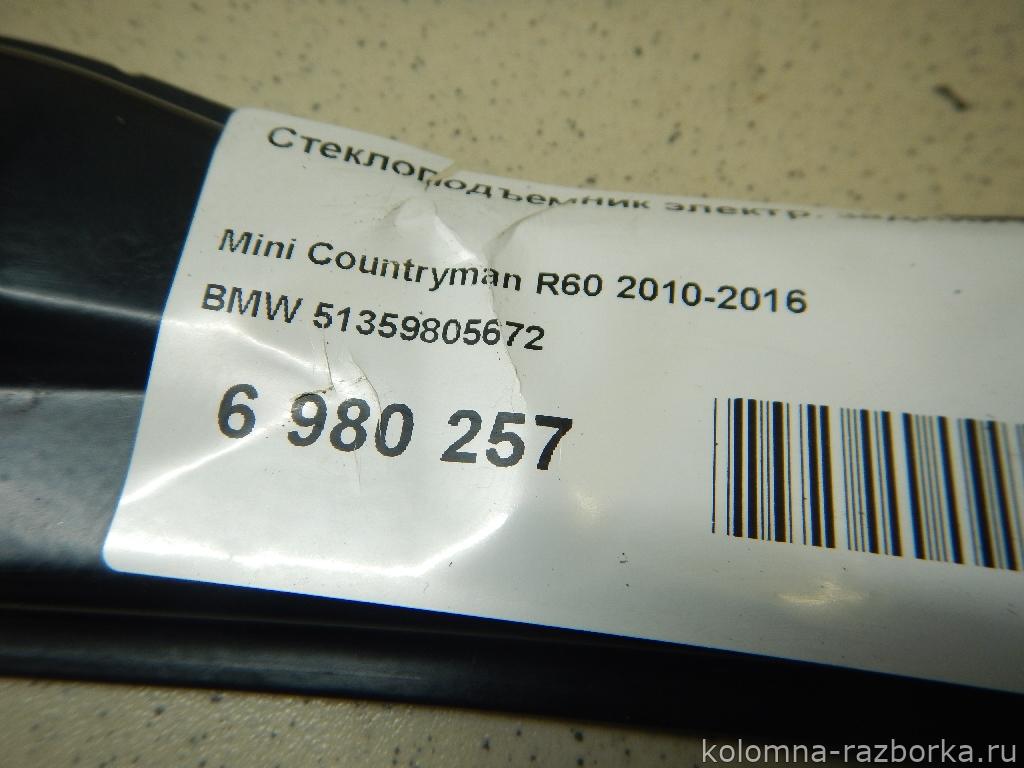 Стеклоподъемник электр.
Mini Countryman R60 2010-2016
BMW 51359805672
6 980 257
kolomna-razborka.ru